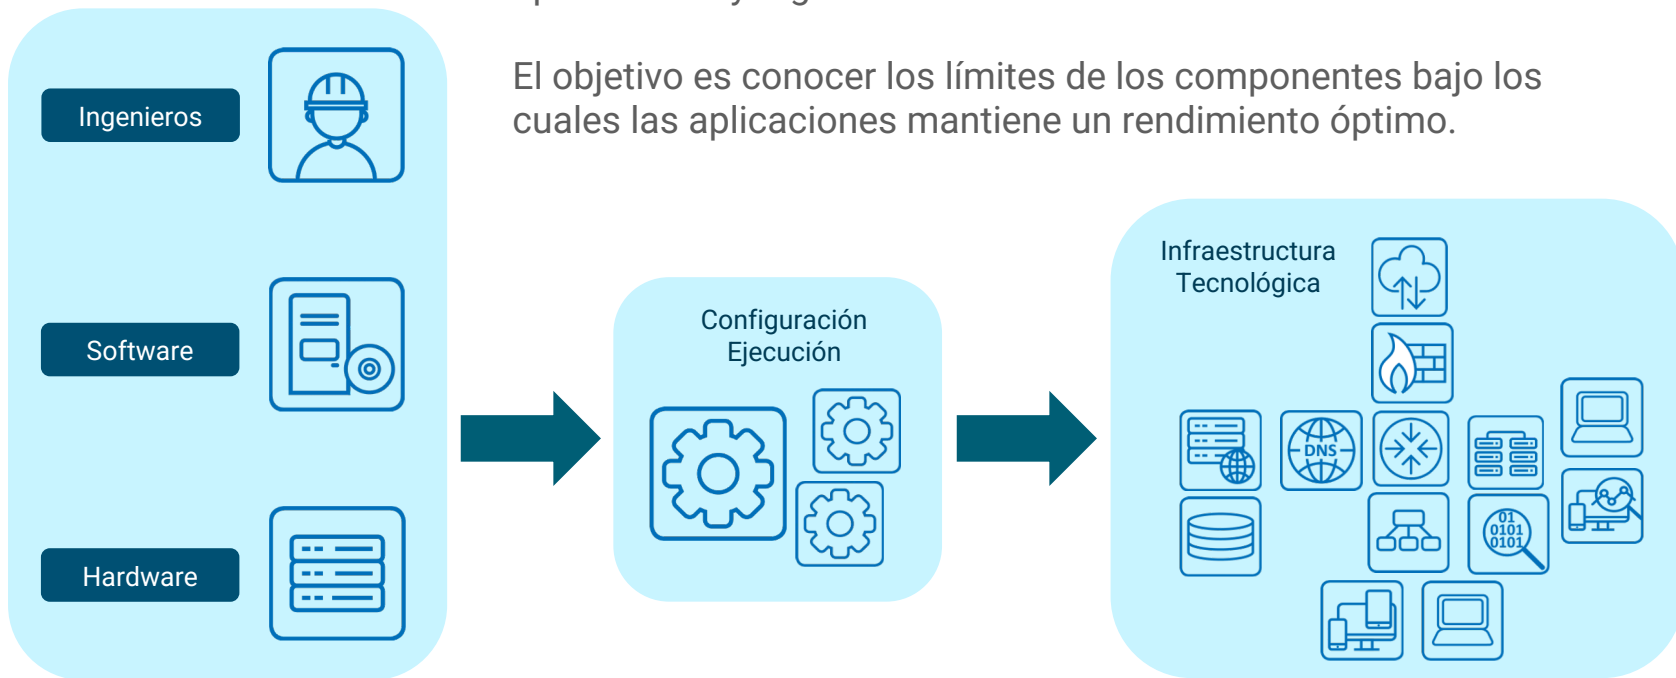 El objetivo es conocer los límites de los componentes bajo los
cuales las aplicaciones mantiene un rendimiento óptimo.
Ingenieros
Software
Hardware
Configuración
Ejecución
Infraestructura
Tecnológica
DNS
01
0101
0101